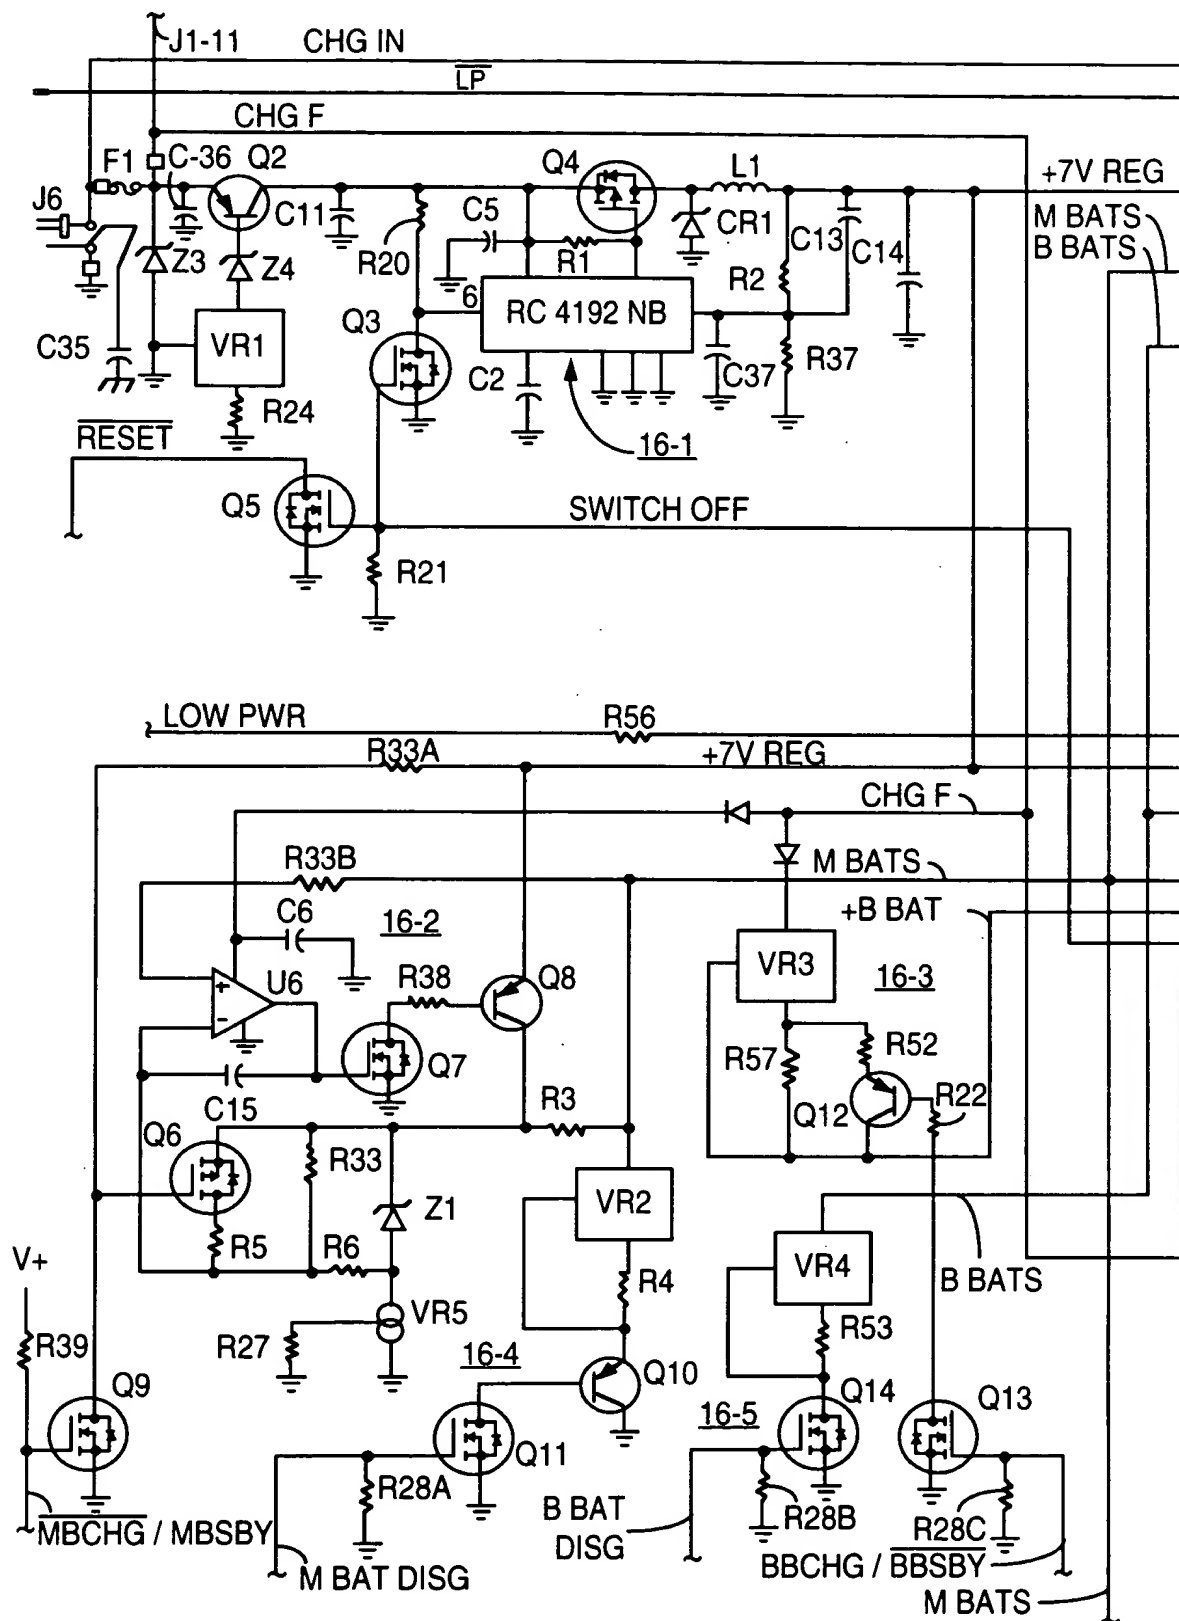 J1-11
CHG IN
LP
CHG F
F1
C-36
Q2
Q4
L1
+7V REG
J6
M BATS
B BATS
C5
C11
CR1
C13
C14
Z3
R20
R1
R2
Z4
6
RC 4192 NB
Q3
VR1
C35
C2
C37
R37
R24
16-1
RESET
Q5
SWITCH OFF
R21
LOW PWR
R56
R33A
+7V REG
CHG F
R33B
M BATS
C6
16-2
+B BAT
VR3
16-3
U6
R38
Q8
+
-
R57
R52
Q7
C15
R3
Q12
R22
Q6
R33
Z1
VR2
R5
R6
R4
VR4
B BATS
V+
VR5
R53
R39
R27
16-4
Q10
Q9
16-5
Q14
Q13
Q11
R28A
B BAT
DISG
R28B
R28C
MBCHG / MBSBY
M BAT DISG
BBCHG / BBSBY
M BATS